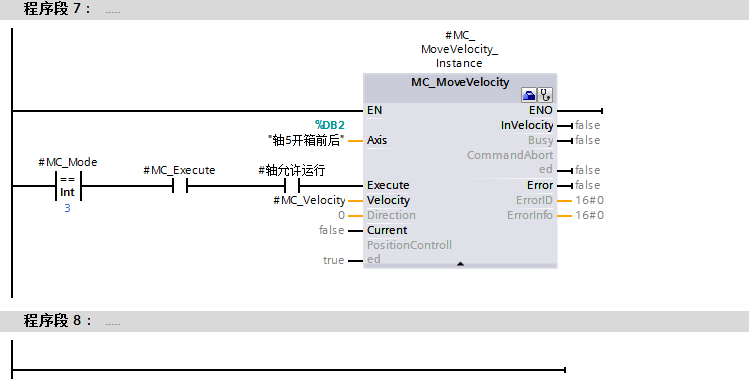 程序段 7： .....
#MC_
MoveVelocity_
Instance
MC_MoveVelocity
EN ENO
%DB2 InVelocity false
"轴5开箱前后" Axis Busy false
CommandAbort
ed false
#MC_Mode #MC_Execute #轴允许运行
== Execute Error false
Int #MC_Velocity Velocity ErrorID 16#0
3 0 Direction ErrorInfo 16#0
false Current
PositionControll
true ed
程序段 8： .....